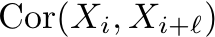 Cor(X_i, X_{i+ℓ})